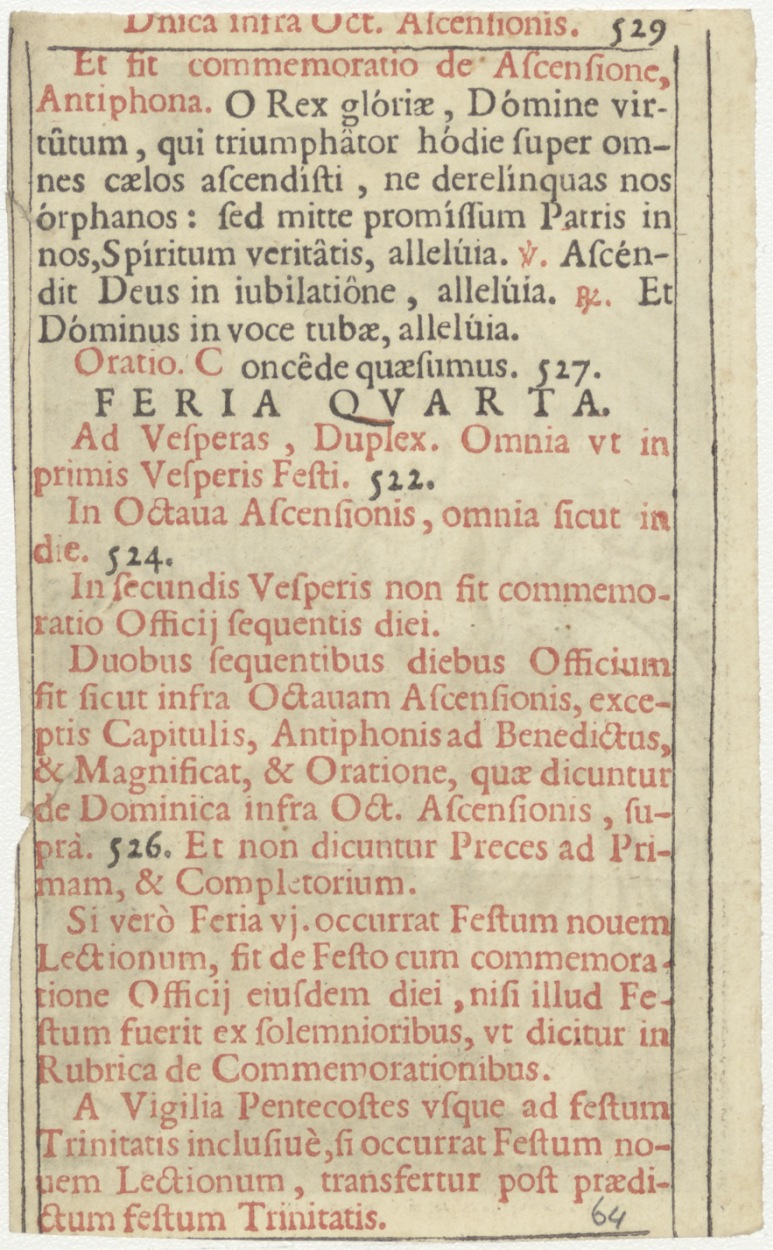 Dnica infra Oct. Aſcenſionis. 529
Et fit commemoratio de Aſcenſione,
Antiphona. O Rex glóriæ, Dómine vir-
tûtum, qui triumphâtor hódie ſuper om-
nes cælos aſcendíſti, ne derelínquas nos
órphanos: ſed mitte promíſſum Patris in
nos, Spíritum veritâtis, allelúia. ℣. Aſcén-
dit Deus in iubilatiône, allelúia. ℟. Et
Dóminus in voce tubæ, allelúia.
Oratio. C oncêde quæſumus. 527.
FERIA QVARTA.
Ad Veſperas, Duplex. Omnia vt in
primis Veſperis Feſti. 522.
In Octaua Aſcenſionis, omnia ſicut in
die. 524.
In ſecundis Veſperis non fit commemo-
ratio Officij ſequentis diei.
Duobus ſequentibus diebus Officium
fit ſicut infra Octauam Aſcenſionis, exce-
ptis Capitulis, Antiphonis ad Benedictus,
& Magnificat, & Oratione, quæ dicuntur
de Dominica infra Oct. Aſcenſionis, ſu-
prà. 526. Et non dicuntur Preces ad Pri-
mam, & Completorium.
Si verò Feria vj. occurrat Feſtum nouem
Lectionum, fit de Feſto cum commemora-
tione Officij eiuſdem diei, niſi illud Fe-
ſtum fuerit ex ſolemnioribus, vt dicitur in
Rubrica de Commemorationibus.
A Vigilia Pentecoſtes vſque ad feſtum
Trinitatis incluſiuè, ſi occurrat Feſtum no-
uem Lectionum, transfertur poſt prædi-
ctum feſtum Trinitatis.
64